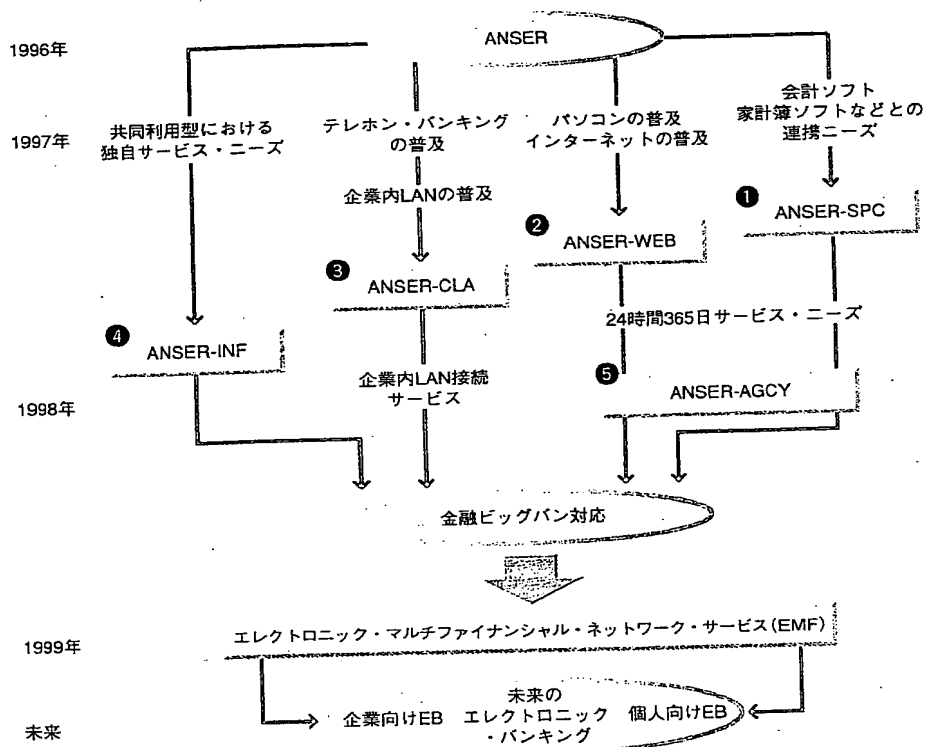 1996年
ANSER
1997年
共同利用型における
独自サービス・ニーズ
テレホン・バンキング
の普及
企業内LANの普及
パソコンの普及
インターネットの普及
会計ソフト
家計簿ソフトなどとの
連携ニーズ
❶ ANSER-SPC
❷ ANSER-WEB
❸ ANSER-CLA
❹ ANSER-INF
24時間365日サービス・ニーズ
企業内LAN接続
サービス
❺ ANSER-AGCY
1998年
金融ビッグバン対応
1999年
エレクトロニック・マルチファイナンシャル・ネットワーク・サービス(EMF)
未来
企業向けEB
未来の
エレクトロニック
・バンキング
個人向けEB